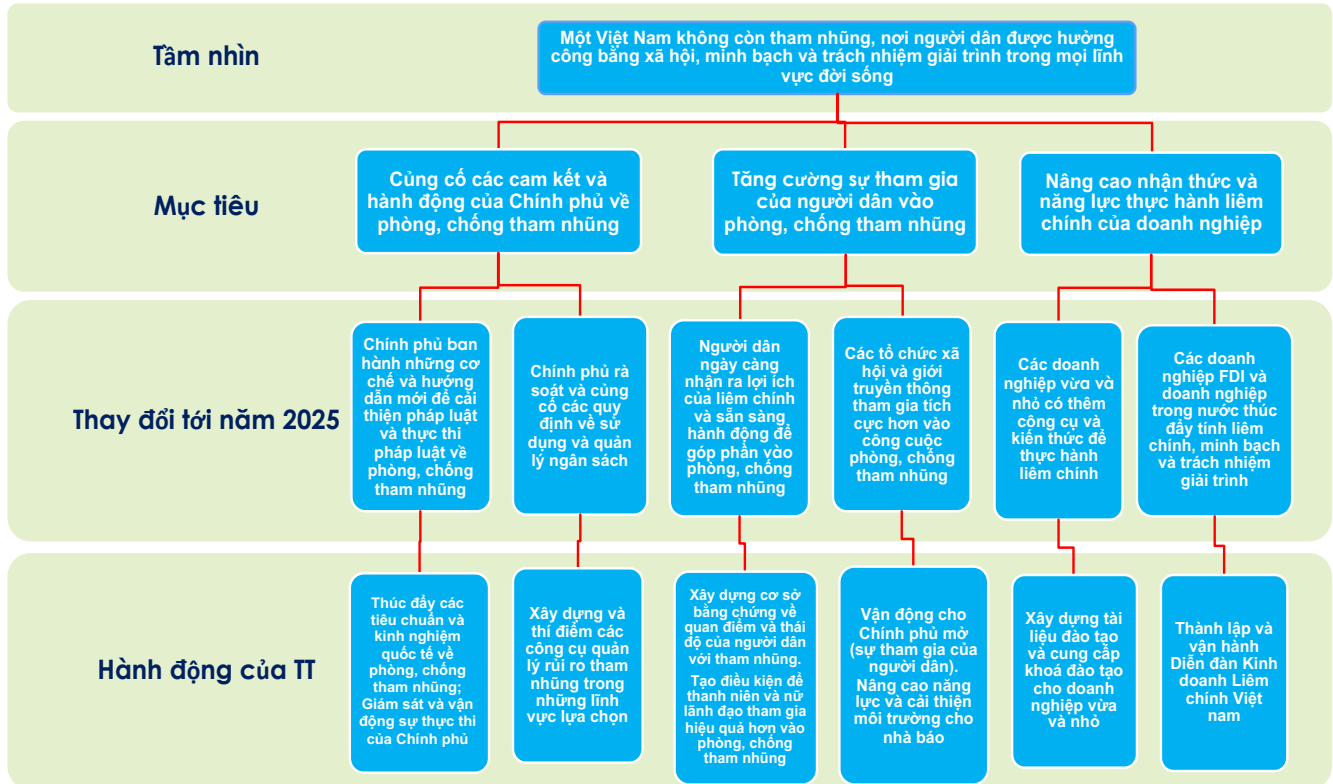 Tầm nhìn
Một Việt Nam không còn tham nhũng, nơi người dân được hưởng
công bằng xã hội, minh bạch và trách nhiệm giải trình trong mọi lĩnh
vực đời sống
Mục tiêu
Củng cố các cam kết và
hành động của Chính phủ về
phòng, chống tham nhũng
Tăng cường sự tham gia
của người dân vào
phòng, chống tham nhũng
Nâng cao nhận thức và
năng lực thực hành liêm
chính của doanh nghiệp
Thay đổi tới năm 2025
Chính phủ ban
hành những cơ
chế và hướng
dẫn mới để cải
thiện pháp luật
và thực thi
pháp luật về
phòng, chống
tham nhũng
Chính phủ rà
soát và củng
cố các quy
định về sử
dụng và quản
lý ngân sách
Người dân
ngày càng
nhận ra lợi ích
của liêm chính
và sẵn sàng
hành động để
góp phần vào
phòng, chống
tham nhũng
Các tổ chức xã
hội và giới
truyền thông
tham gia tích
cực hơn vào
công cuộc
phòng, chống
tham nhũng
Các doanh
nghiệp vừa và
nhỏ có thêm
công cụ và
kiến thức để
thực hành
liêm chính
Các doanh
nghiệp FDI và
doanh nghiệp
trong nước thúc
đẩy tính liêm
chính, minh bạch
và trách nhiệm
giải trình
Hành động của TT
Thúc đẩy các
tiêu chuẩn và
kinh nghiệm
quốc tế về
phòng, chống
tham nhũng;
Giám sát và vận
động sự thực thi
của Chính phủ
Xây dựng và
thí điểm các
công cụ quản
lý rủi ro tham
nhũng trong
những lĩnh
vực lựa chọn
Xây dựng cơ sở
bằng chứng về
quan điểm và thái
độ của người dân
với tham nhũng.
Tạo điều kiện để
thanh niên và nữ
lãnh đạo tham gia
hiệu quả hơn vào
phòng, chống
tham nhũng
Vận động cho
Chính phủ mở
(sự tham gia của
người dân).
Nâng cao năng
lực và cải thiện
môi trường cho
nhà báo
Xây dựng tài
liệu đào tạo
và cung cấp
khoá đào tạo
cho doanh
nghiệp vừa
và nhỏ
Thành lập và
vận hành
Diễn đàn Kinh
doanh Liêm
chính Việt
nam